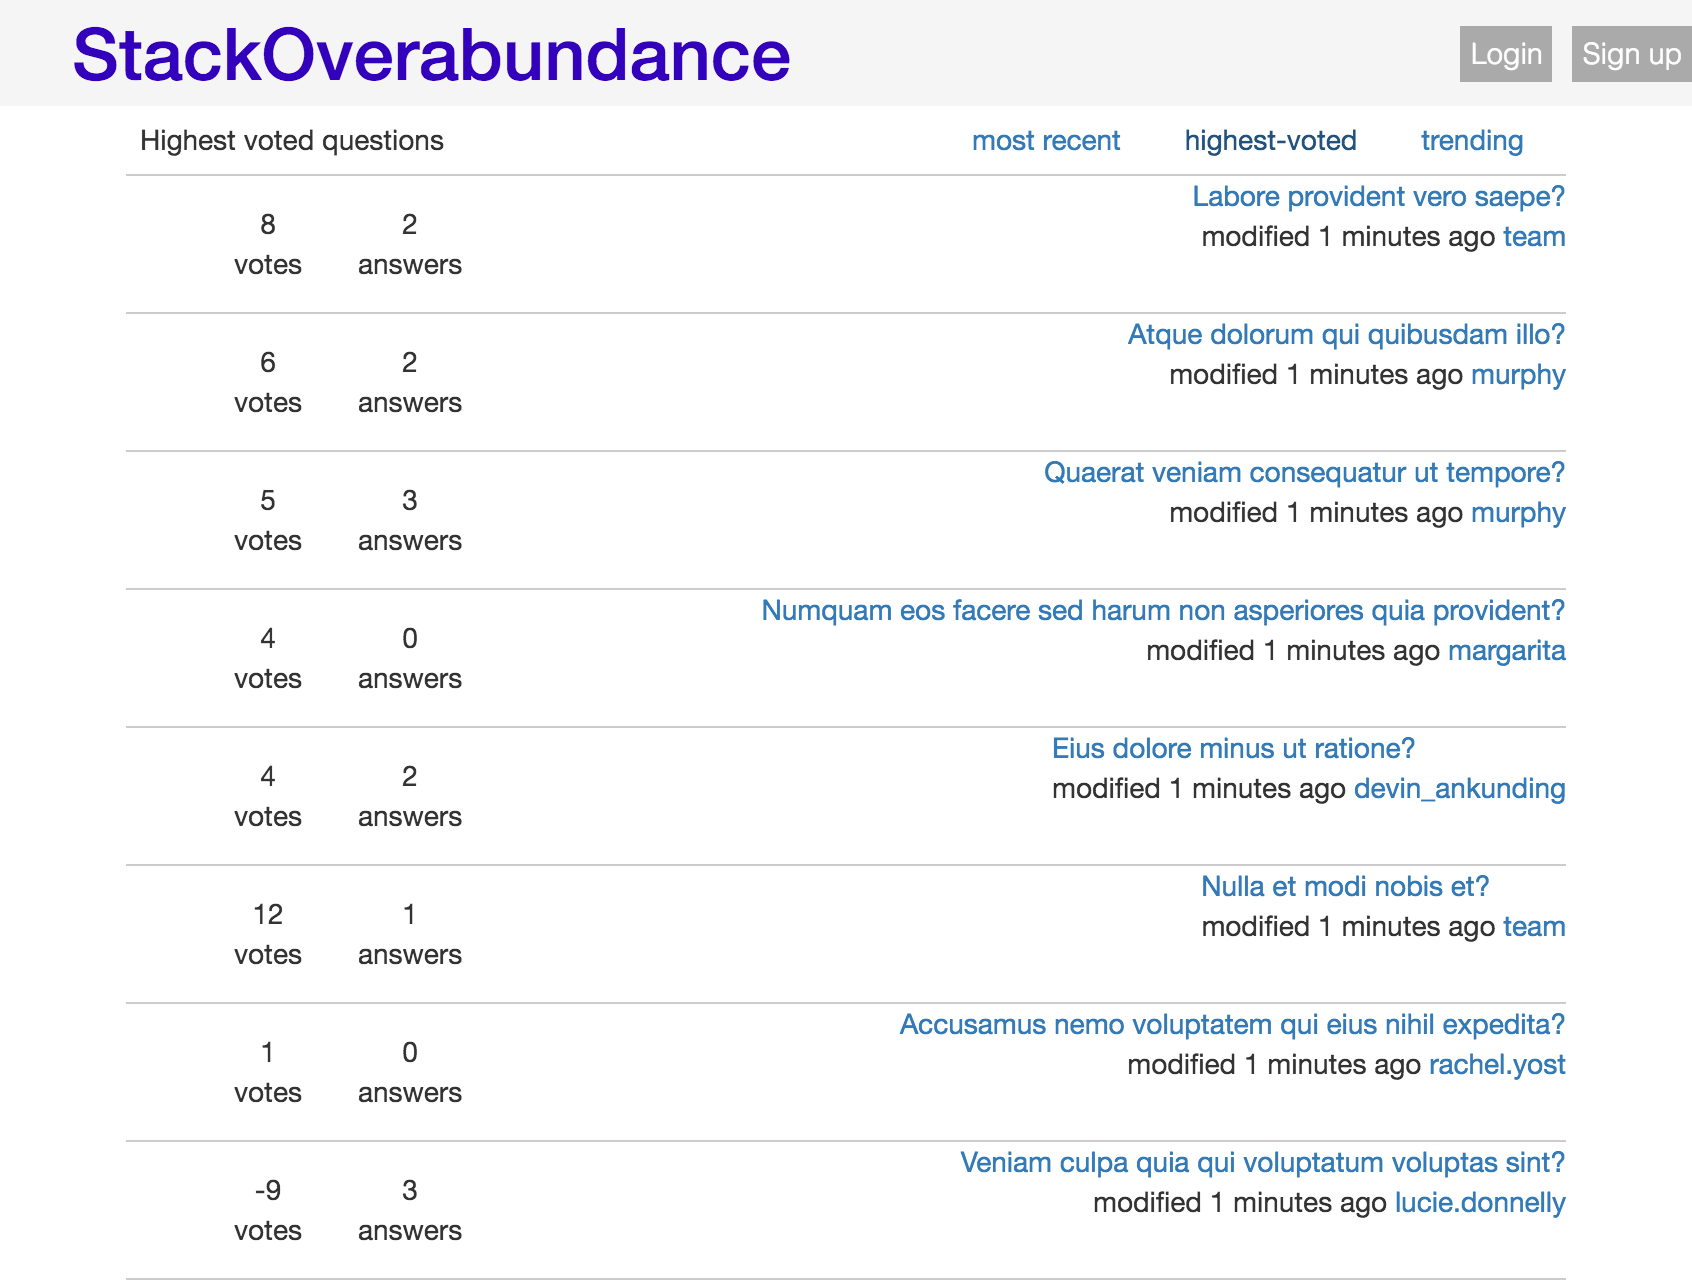 StackOverabundance
Login Sign up
Highest voted questions most recent highest-voted trending
8 2 Labore provident vero saepe?
votes answers modified 1 minutes ago team
6 2 Atque dolorum qui quibusdam illo?
votes answers modified 1 minutes ago murphy
5 3 Quaerat veniam consequatur ut tempore?
votes answers modified 1 minutes ago murphy
4 0 Numquam eos facere sed harum non asperiores quia provident?
votes answers modified 1 minutes ago margarita
4 2 Eius dolore minus ut ratione?
votes answers modified 1 minutes ago devin_ankunding
12 1 Nulla et modi nobis et?
votes answers modified 1 minutes ago team
1 0 Accusamus nemo voluptatem qui eius nihil expedita?
votes answers modified 1 minutes ago rachel.yost
-9 3 Veniam culpa quia qui voluptatum voluptas sint?
votes answers modified 1 minutes ago lucie.donnelly